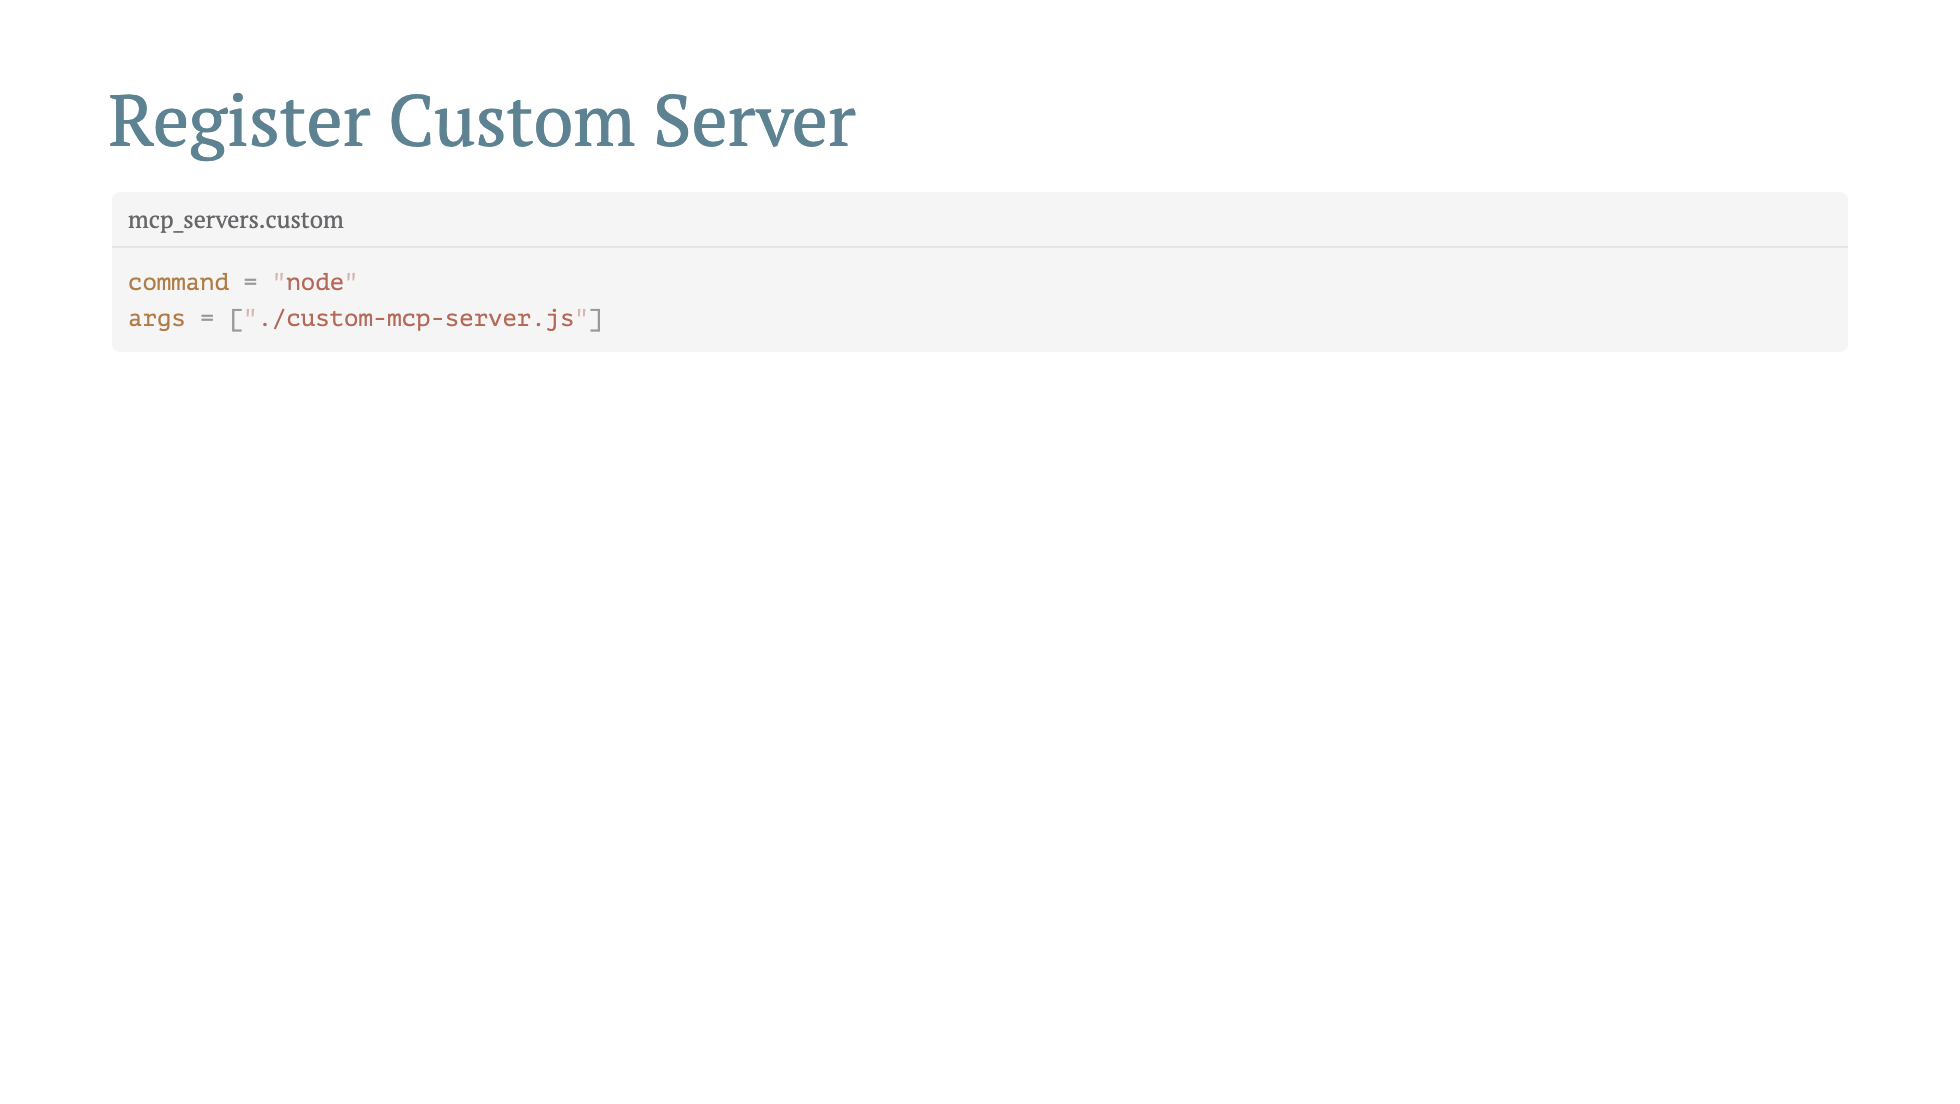 Register Custom Server
mcp_servers.custom
command = "node"
args = ["./custom-mcp-server.js"]